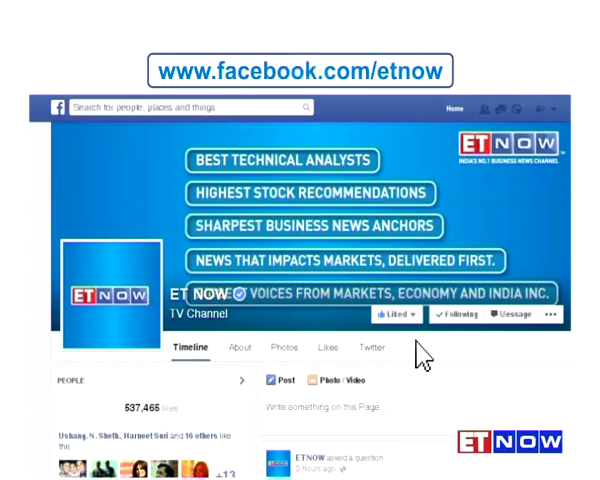 www.facebook.com/etnow
Search for people, places and things
Home
ET NOW
INDIA'S NO.1 BUSINESS NEWS CHANNEL
BEST TECHNICAL ANALYSTS
HIGHEST STOCK RECOMMENDATIONS
SHARPEST BUSINESS NEWS ANCHORS
NEWS THAT IMPACTS MARKETS, DELIVERED FIRST.
VOICES FROM MARKETS, ECONOMY AND INDIA INC.
ET NOW
ET NOW
TV Channel
Liked
Following
Message
Timeline
About
Photos
Likes
Twitter
PEOPLE
537,465 likes
Ushang. N. Sheth, Harneet Suri and 16 others like
this
+13
Post
Photo / Video
Write something on this Page
ETNOW asked a question
2 hours ago
ET NOW